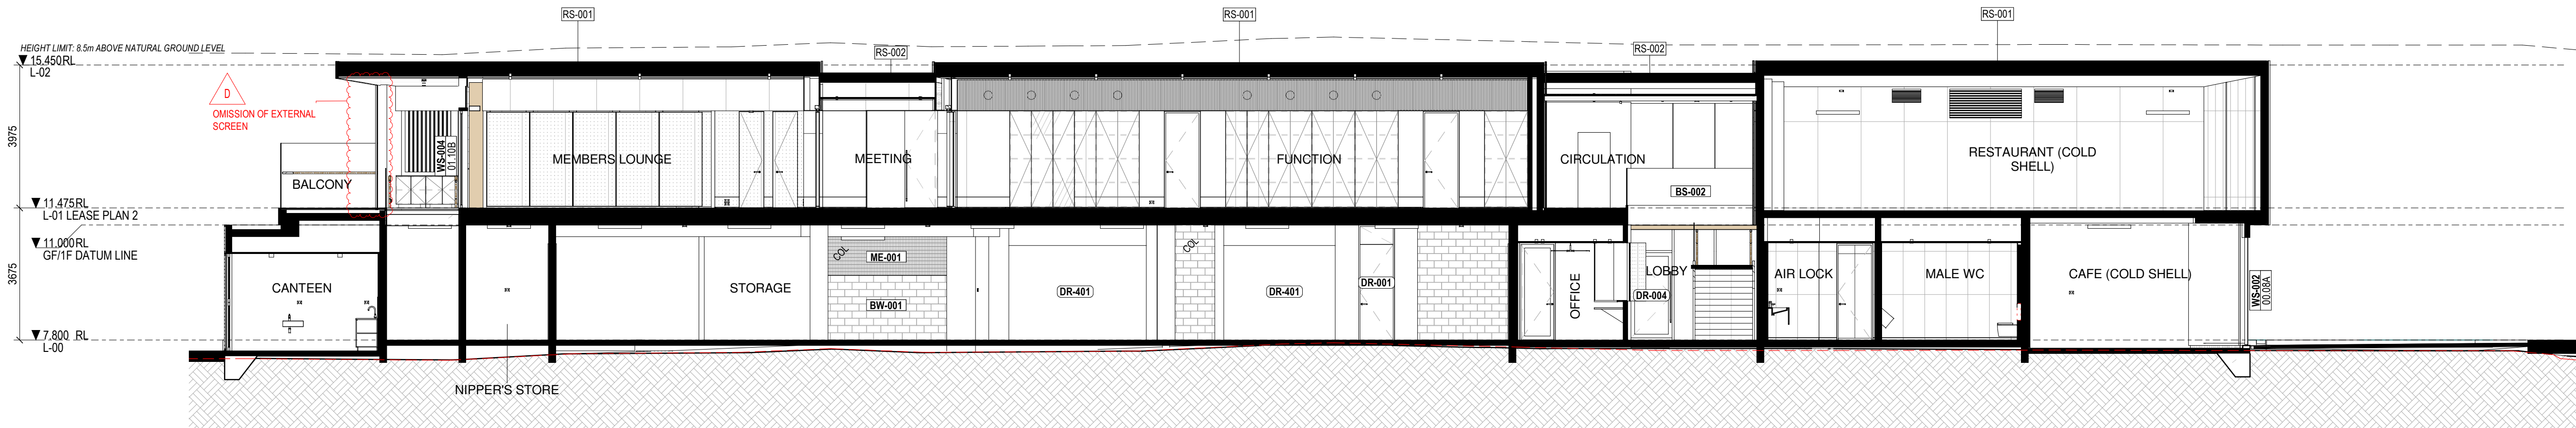 RS-001
RS-001
RS-001
HEIGHT LIMIT: 8.5m ABOVE NATURAL GROUND LEVEL
RS-002
RS-002
15.450RL
L-02
D
OMISSION OF EXTERNAL
SCREEN
3975
WS-004
01.10B
MEMBERS LOUNGE
MEETING
FUNCTION
CIRCULATION
RESTAURANT (COLD
SHELL)
BALCONY
BS-002
11.475RL
L-01 LEASE PLAN 2
11.000RL
GF/1F DATUM LINE
3675
COL
ME-001
COL
CANTEEN
STORAGE
BW-001
DR-401
DR-401
DR-001
OFFICE
LOBBY
DR-004
AIR LOCK
MALE WC
CAFE (COLD SHELL)
WS-002
00.08A
7.800 RL
L-00
NIPPER'S STORE